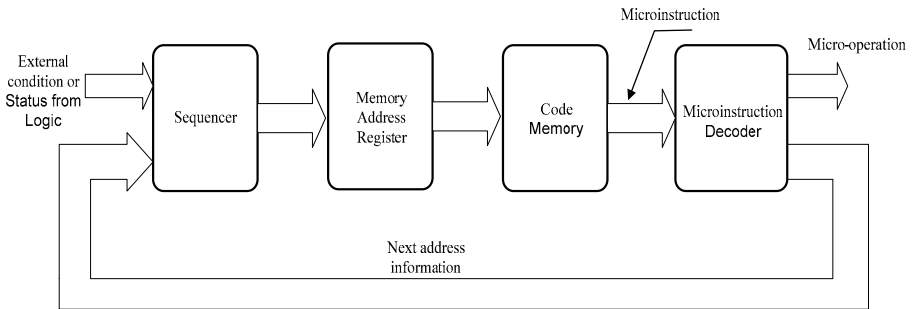 Microinstruction
Micro-operation
External
condition or
Status from
Logic
Sequencer
Memory
Address
Register
Code
Memory
Microinstruction
Decoder
Next address
information